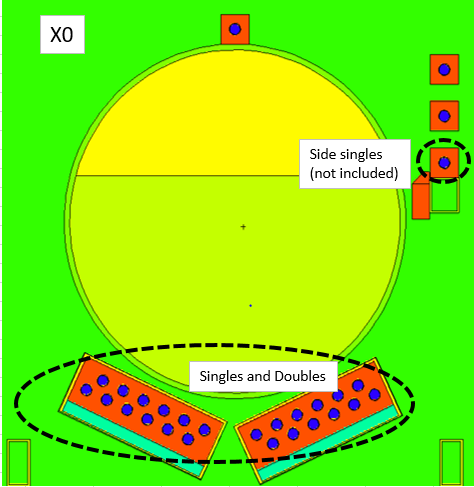 X0
Side singles
(not included)
Singles and Doubles